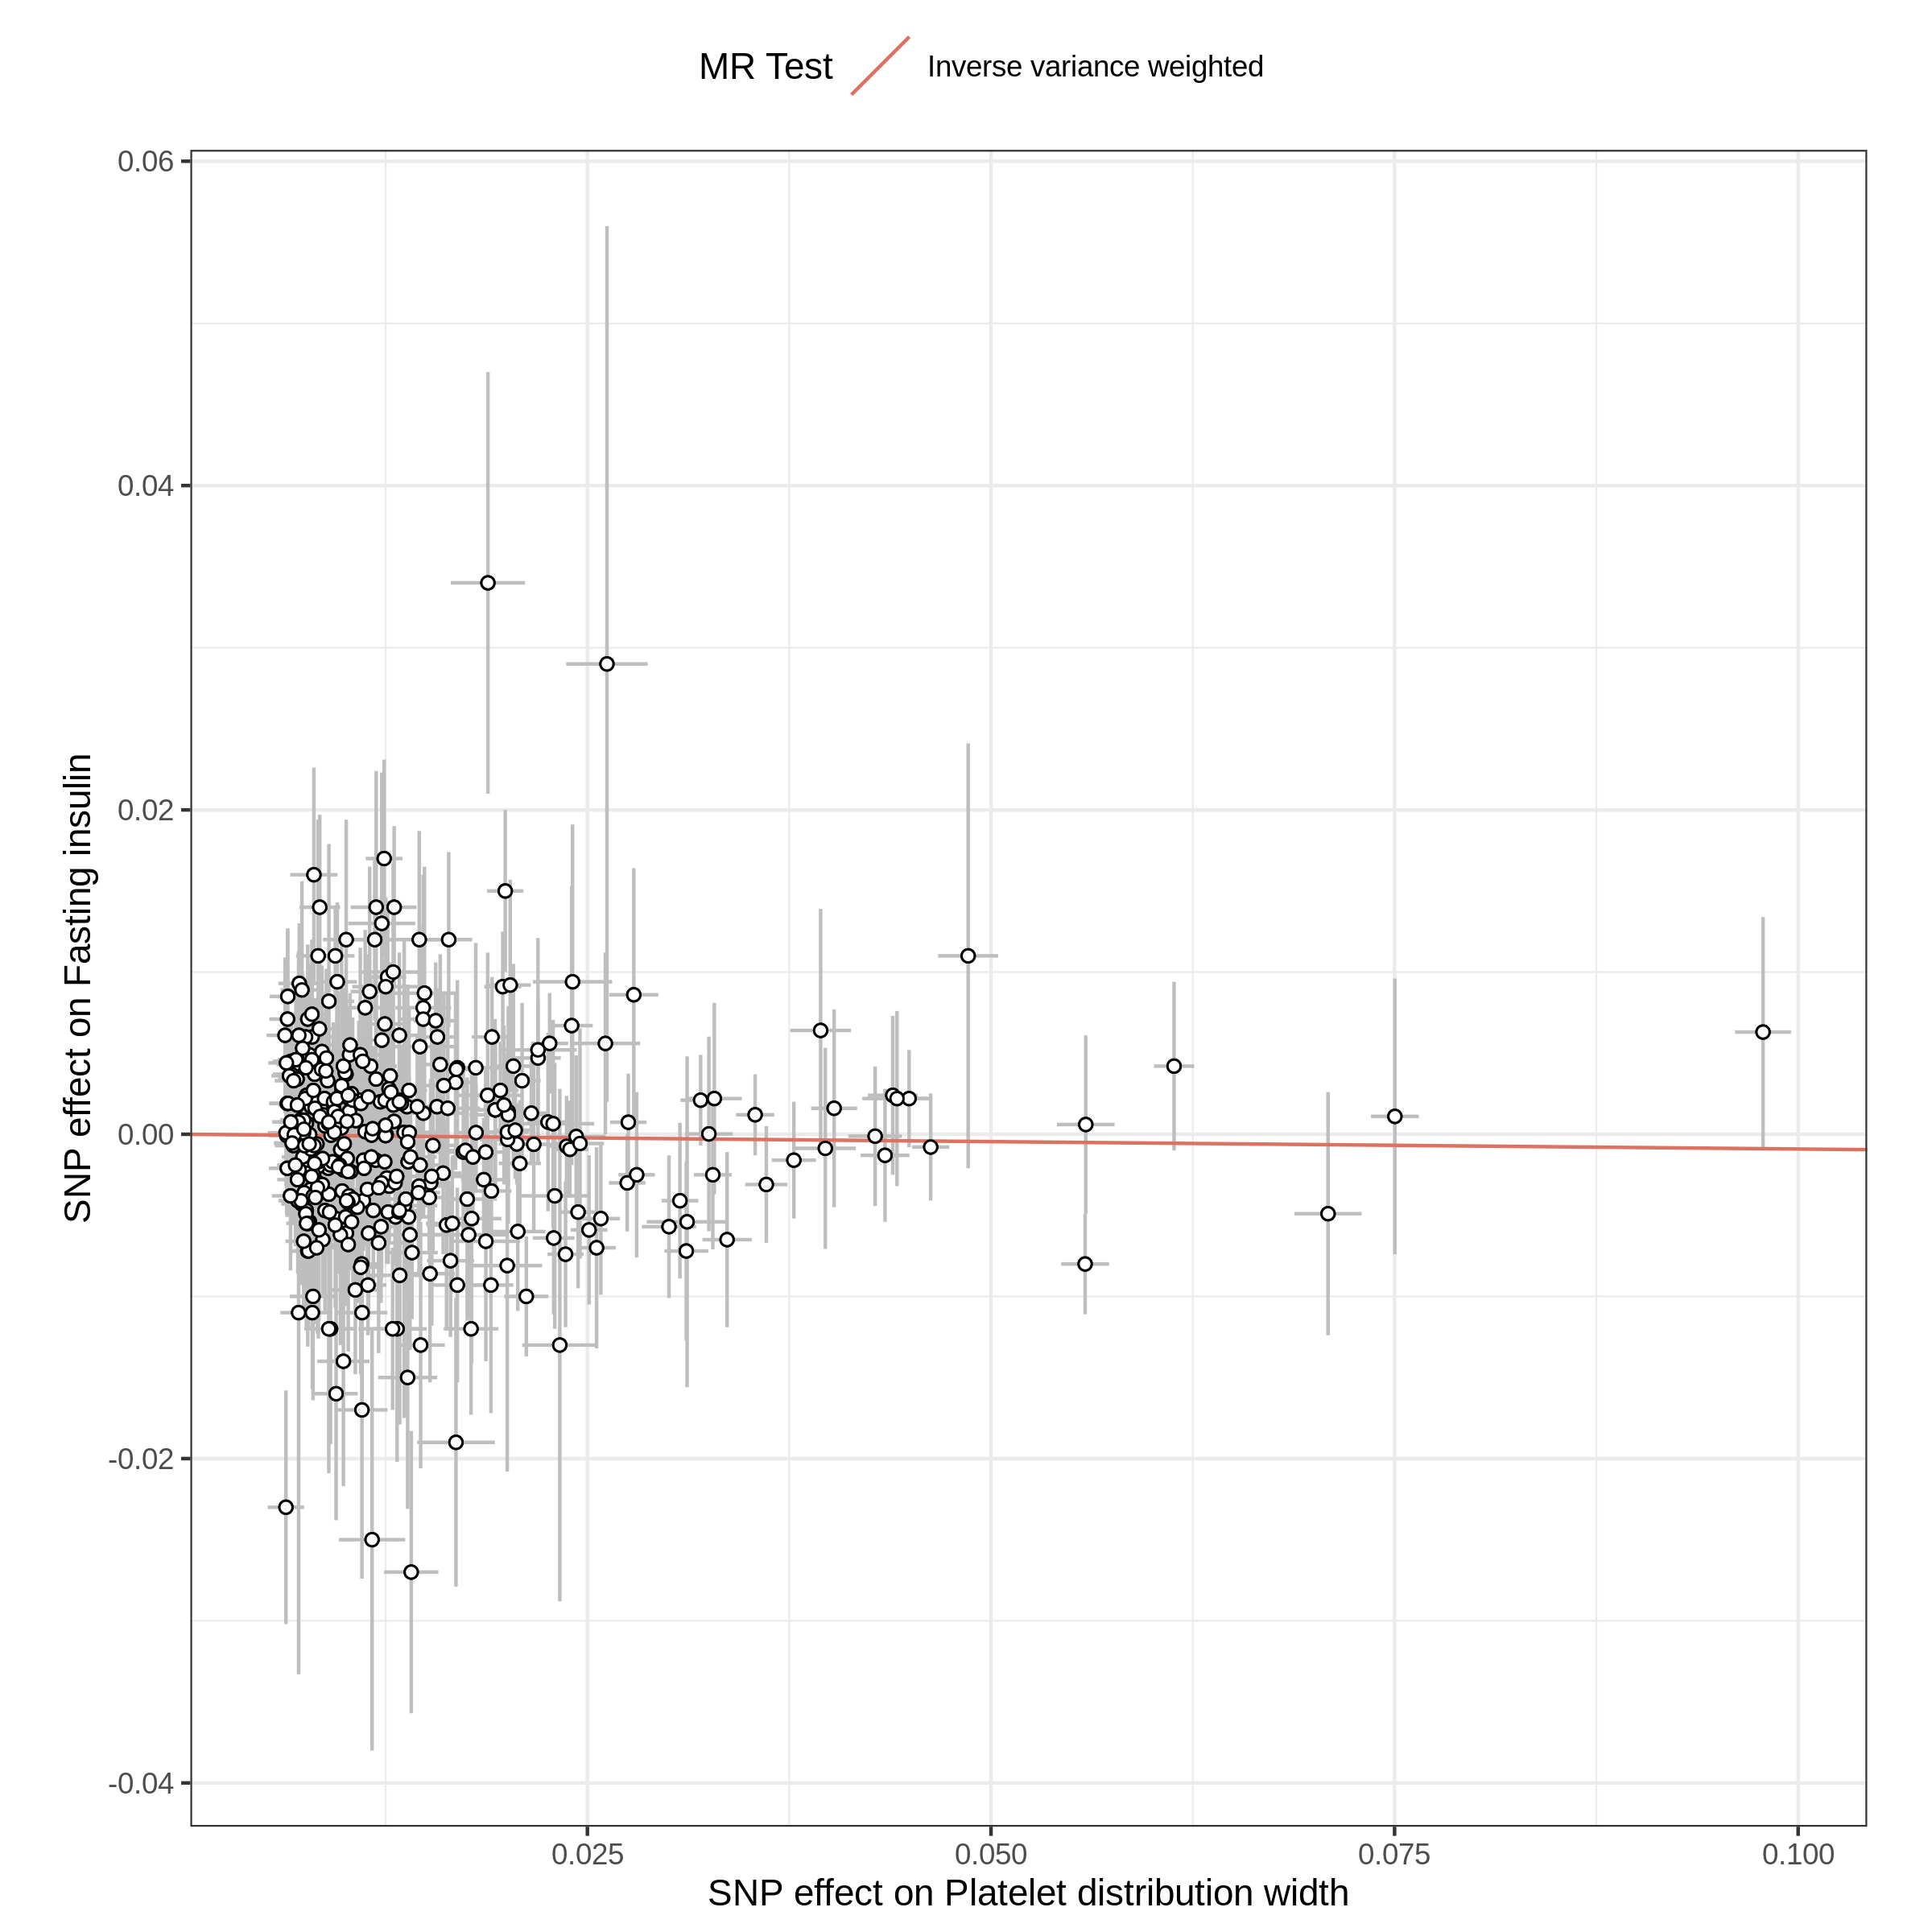 MR Test Inverse variance weighted
0.06
0.04
0.02
0.00
-0.02
-0.04
SNP effect on Fasting insulin
0.025 0.050 0.075 0.100
SNP effect on Platelet distribution width